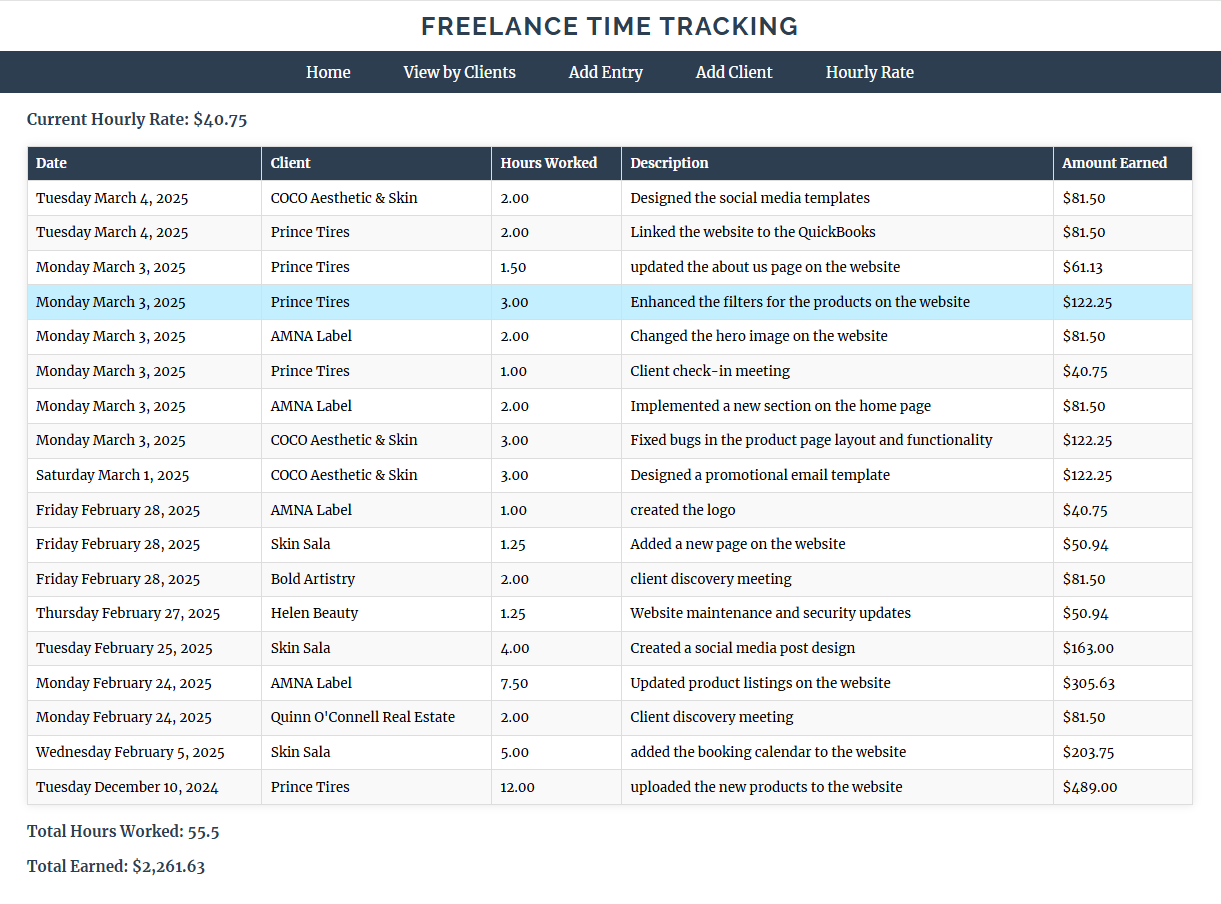 FREELANCE TIME TRACKING
Home View by Clients Add Entry Add Client Hourly Rate
Current Hourly Rate: $40.75
Date Client Hours Worked Description Amount Earned
Tuesday March 4, 2025 COCO Aesthetic & Skin 2.00 Designed the social media templates $81.50
Tuesday March 4, 2025 Prince Tires 2.00 Linked the website to the QuickBooks $81.50
Monday March 3, 2025 Prince Tires 1.50 updated the about us page on the website $61.13
Monday March 3, 2025 Prince Tires 3.00 Enhanced the filters for the products on the website $122.25
Monday March 3, 2025 AMNA Label 2.00 Changed the hero image on the website $81.50
Monday March 3, 2025 Prince Tires 1.00 Client check-in meeting $40.75
Monday March 3, 2025 AMNA Label 2.00 Implemented a new section on the home page $81.50
Monday March 3, 2025 COCO Aesthetic & Skin 3.00 Fixed bugs in the product page layout and functionality $122.25
Saturday March 1, 2025 COCO Aesthetic & Skin 3.00 Designed a promotional email template $122.25
Friday February 28, 2025 AMNA Label 1.00 created the logo $40.75
Friday February 28, 2025 Skin Sala 1.25 Added a new page on the website $50.94
Friday February 28, 2025 Bold Artistry 2.00 client discovery meeting $81.50
Thursday February 27, 2025 Helen Beauty 1.25 Website maintenance and security updates $50.94
Tuesday February 25, 2025 Skin Sala 4.00 Created a social media post design $163.00
Monday February 24, 2025 AMNA Label 7.50 Updated product listings on the website $305.63
Monday February 24, 2025 Quinn O'Connell Real Estate 2.00 Client discovery meeting $81.50
Wednesday February 5, 2025 Skin Sala 5.00 added the booking calendar to the website $203.75
Tuesday December 10, 2024 Prince Tires 12.00 uploaded the new products to the website $489.00
Total Hours Worked: 55.5
Total Earned: $2,261.63